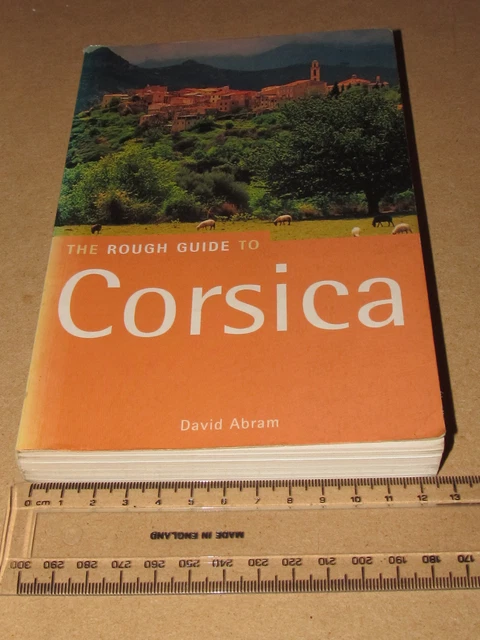 THE ROUGH GUIDE TO
Corsica
David Abram
0 cm 1 2 3 4 5 6 7 8 9 10 11 12 13
MADE IN ENGLAND
300 290 280 270 260 250 240 230 220 210 200 190 180 170